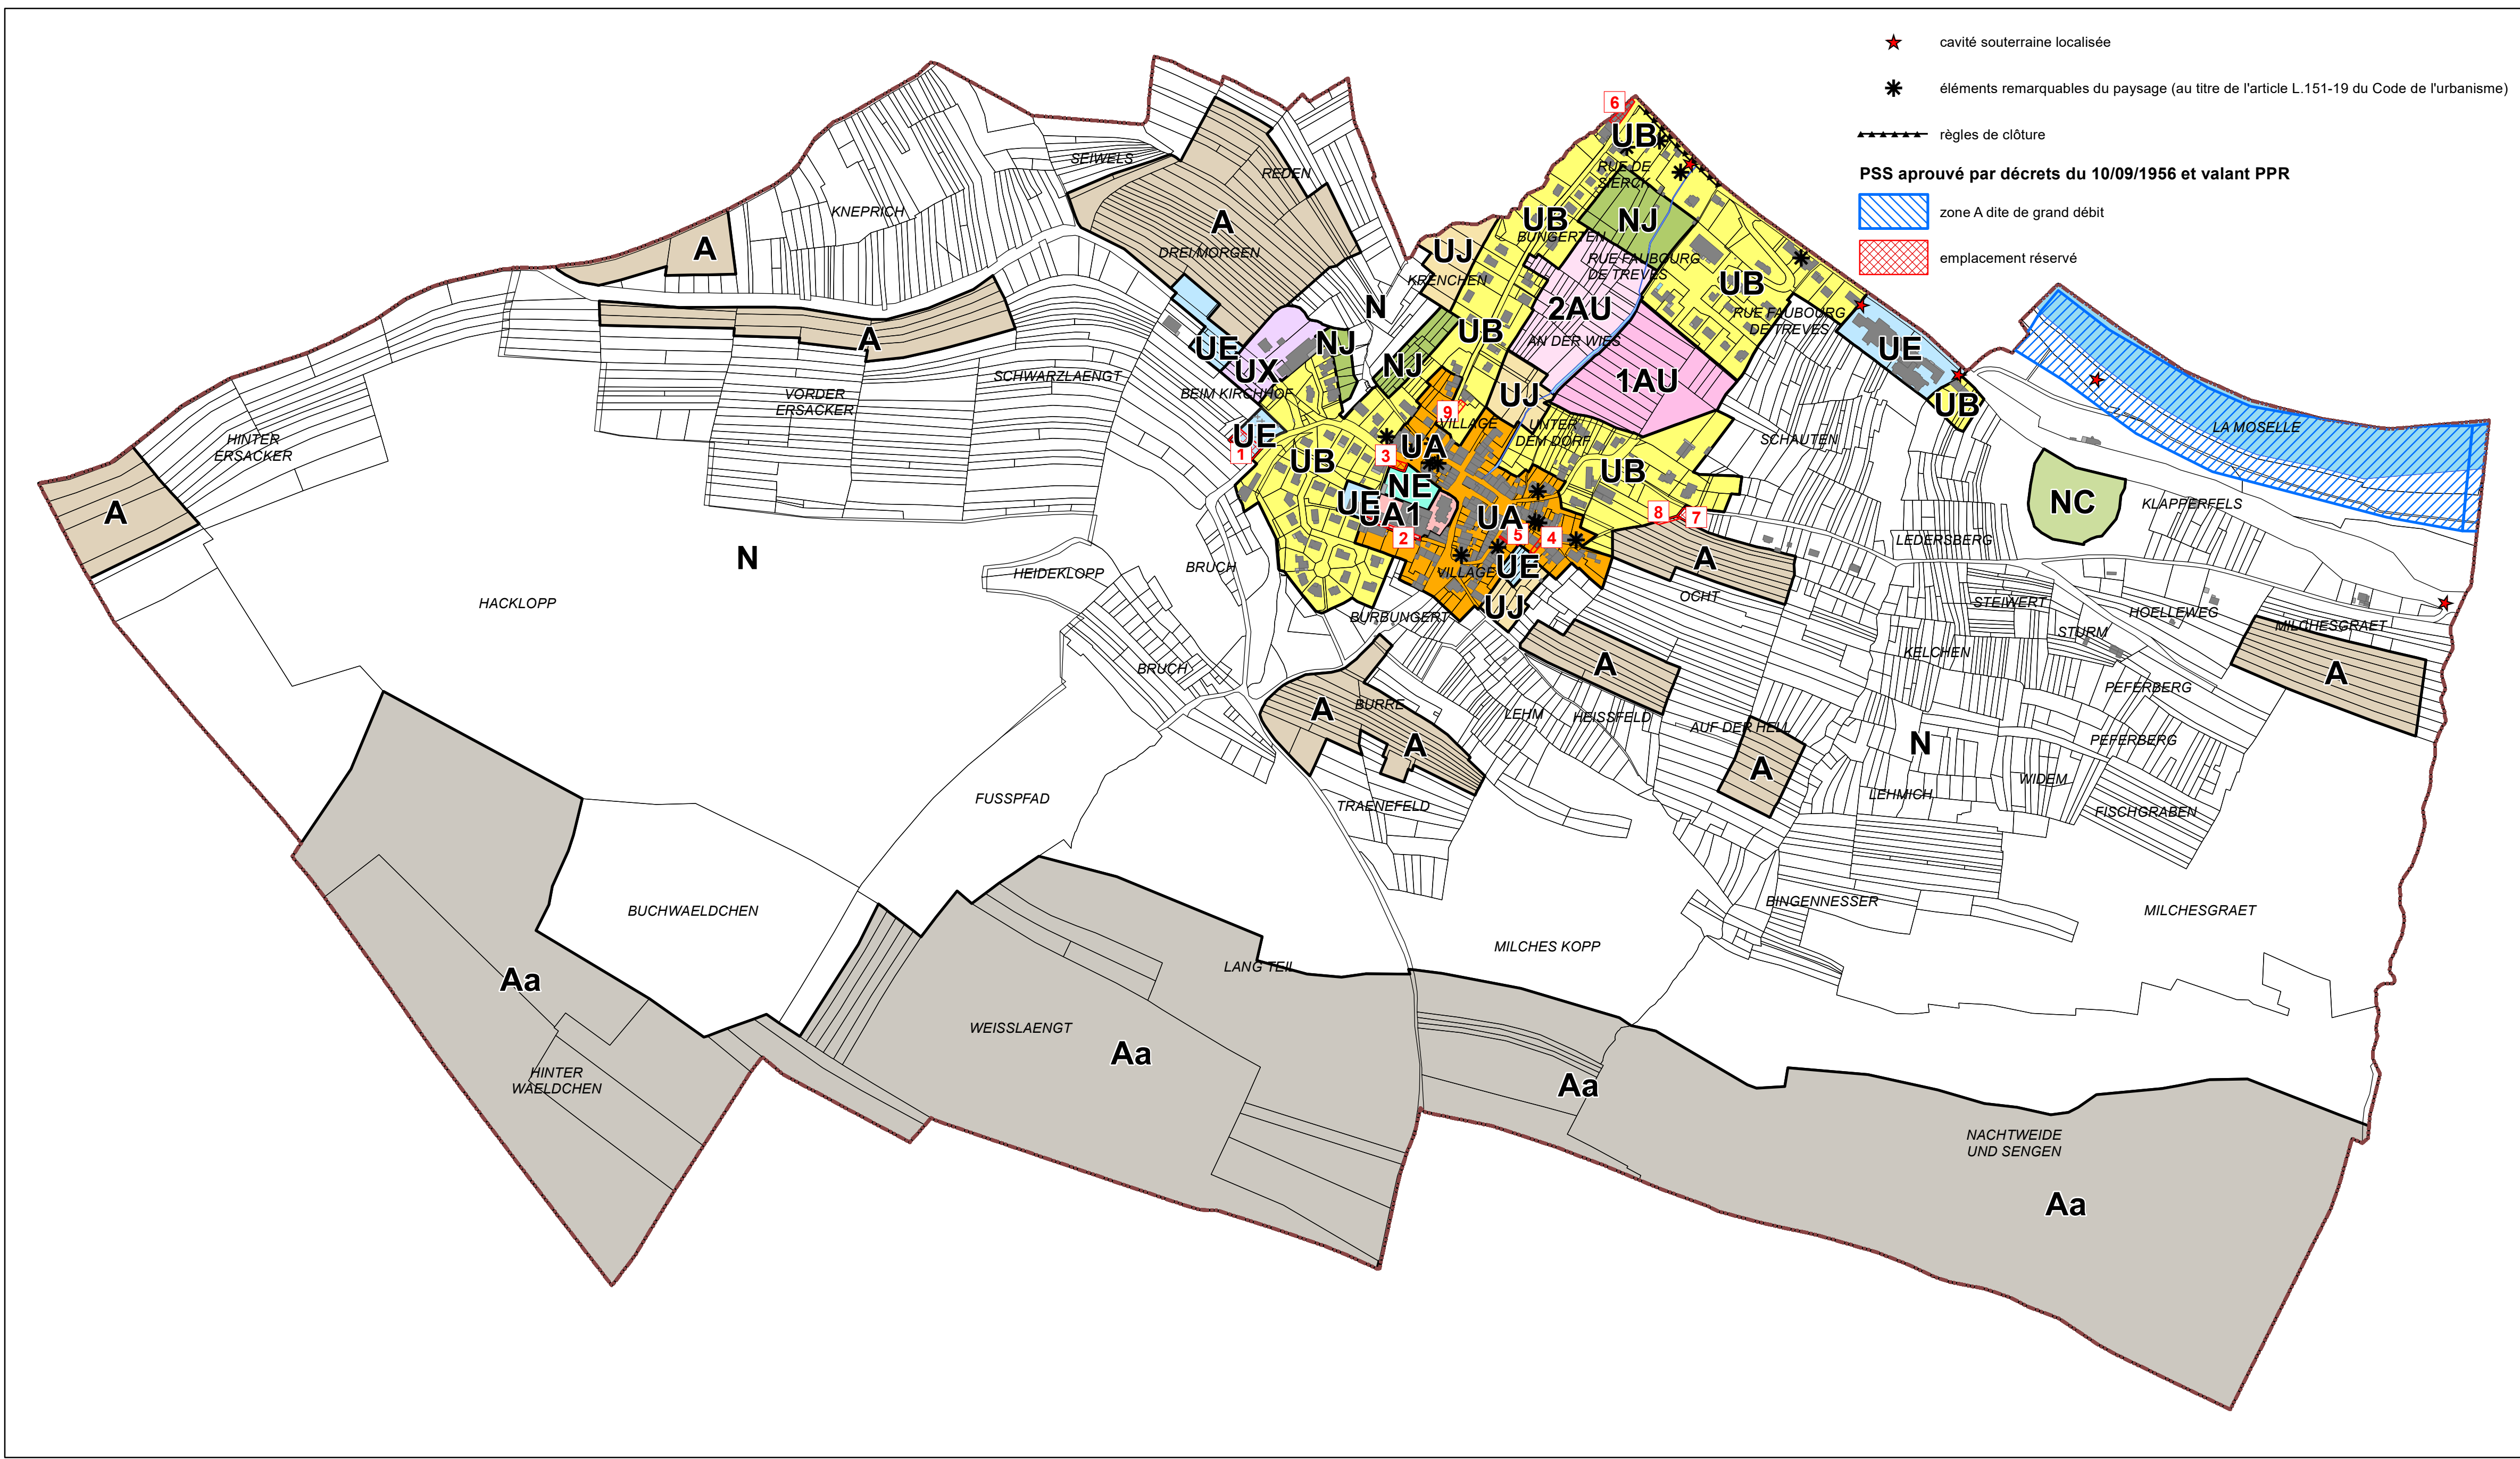 cavité souterraine localisée
éléments remarquables du paysage (au titre de l'article L.151-19 du Code de l'urbanisme)
règles de clôture
PSS aprouvé par décrets du 10/09/1956 et valant PPR
zone A dite de grand débit
emplacement réservé
6
UB
RUE DE
SIERCK
SEIWELS
REDEN
KNEPRICH
A
DREI MORGEN
A
UB
BUNGERTEN
NJ
UJ
KRENCHEN
RUE FAUBOURG
DE TREVES
UB
N
2AU
RUE FAUBOURG
DE TREVES
A
UE
UX
NJ
UB
AN DER WIES
UE
NJ
1AU
SCHWARZLAENGT
BEIM KIRCHHOF
VORDER
ERSACKER
UJ
UB
9
VILLAGE
UNTER
DEM DORF
SCHAUTEN
LA MOSELLE
HINTER
ERSACKER
UE
1
UB
3
UA
UB
NE
UE
UA1
NC
KLAPPERFELS
A
UA
8
7
2
5
4
LEDERSBERG
N
A
HEIDEKLOPP
BRUCH
VILLAGE
UE
OCHT
HACKLOPP
UJ
STEIWERT
HOELLEWEG
BURBUNGERT
MILCHESGRAET
STURM
KELCHEN
BRUCH
A
A
PEFERBERG
A
BURRE
LEHM
HEISSFELD
AUF DER HELL
N
A
PEFERBERG
A
WIDEM
FUSSPFAD
TRAENEFELD
LEHMICH
FISCHGRABEN
BUCHWAELDCHEN
BINGENNESSER
MILCHESGRAET
MILCHES KOPP
LANG TEIL
Aa
WEISSLAENGT
Aa
HINTER
WAELDCHEN
Aa
NACHTWEIDE
UND SENGEN
Aa